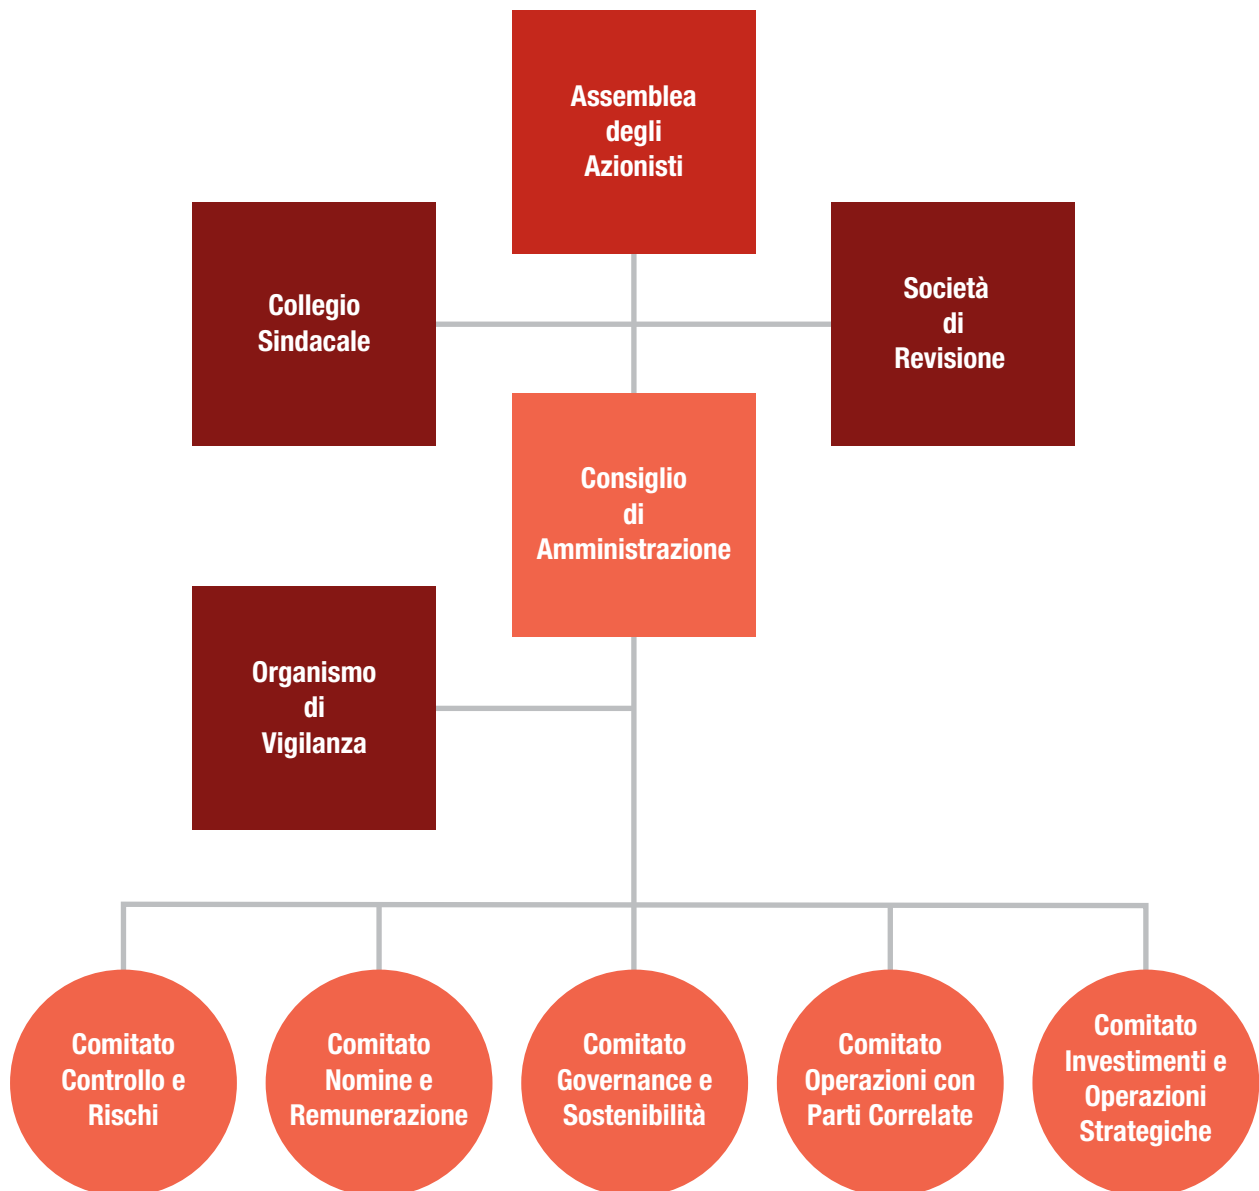 Assemblea
degli
Azionisti
Collegio
Sindacale
Società
di
Revisione
Consiglio
di
Amministrazione
Organismo
di
Vigilanza
Comitato
Controllo e
Rischi
Comitato
Nomine e
Remunerazione
Comitato
Governance e
Sostenibilità
Comitato
Operazioni con
Parti Correlate
Comitato
Investimenti e
Operazioni
Strategiche